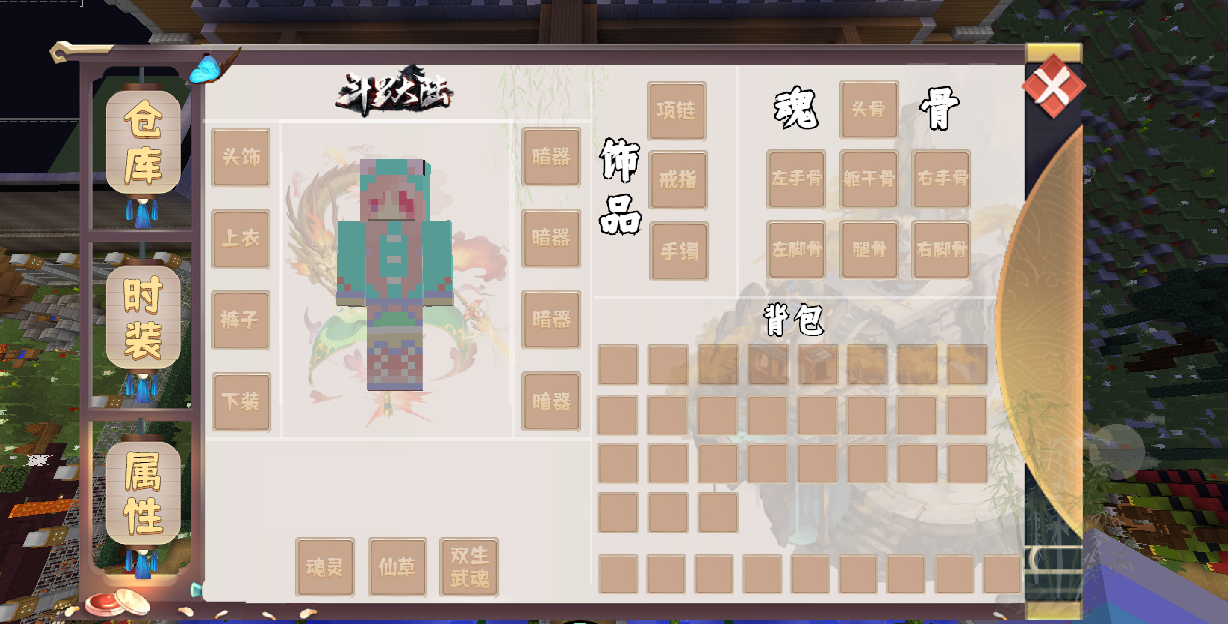 仓库
时装
属性
斗罗大陆
头饰
上衣
裤子
下装
暗器
暗器
暗器
暗器
魂灵
仙草
双生
武魂
饰品
项链
戒指
手镯
魂骨
头骨
左手骨
躯干骨
右手骨
左脚骨
腿骨
右脚骨
背包